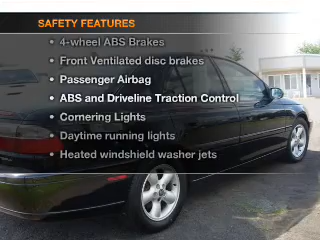 SAFETY FEATURES
• 4-wheel ABS Brakes
• Front Ventilated disc brakes
• Passenger Airbag
• ABS and Driveline Traction Control
• Cornering Lights
• Daytime running lights
• Heated windshield washer jets